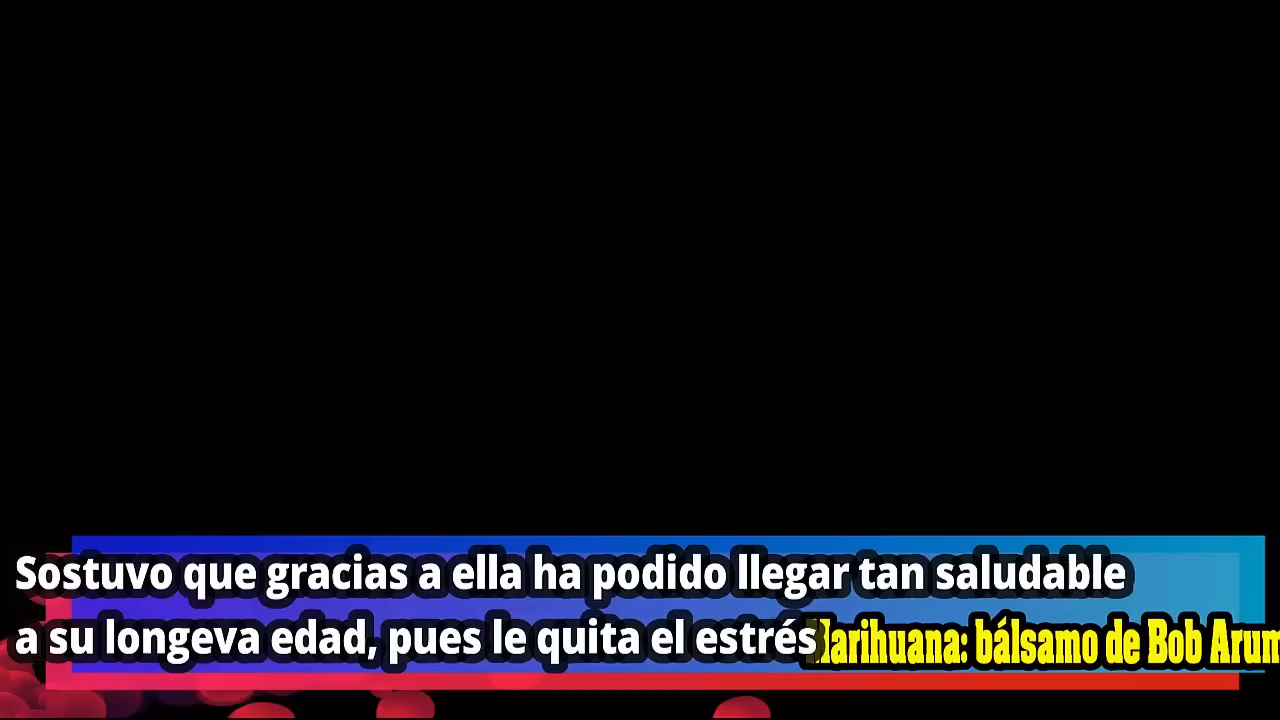 Sostuvo que gracias a ella ha podido llegar tan saludable
a su longeva edad, pues le quita el estrés
Marihuana: bálsamo de Bob Arum